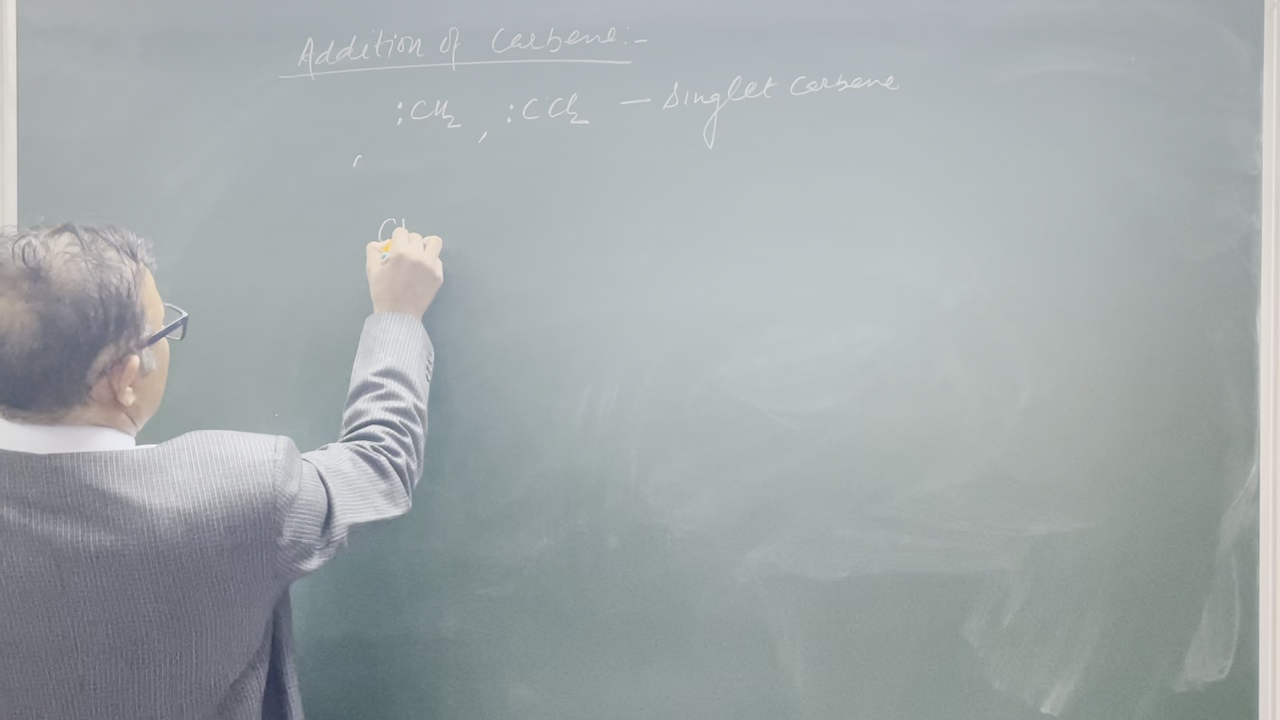 Addition of Carbene:-
:CH2, :CCl2 — Singlet carbene